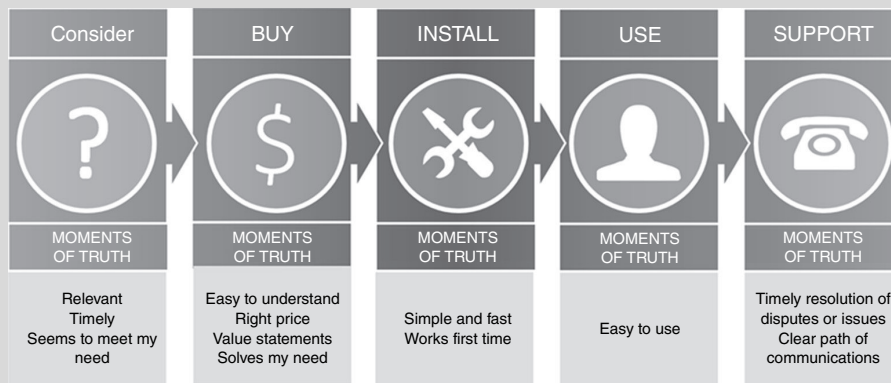 Consider
BUY
INSTALL
USE
SUPPORT
?
$
MOMENTS
OF TRUTH
MOMENTS
OF TRUTH
MOMENTS
OF TRUTH
MOMENTS
OF TRUTH
MOMENTS
OF TRUTH
Relevant
Timely
Seems to meet my
need
Easy to understand
Right price
Value statements
Solves my need
Simple and fast
Works first time
Easy to use
Timely resolution of
disputes or issues
Clear path of
communications